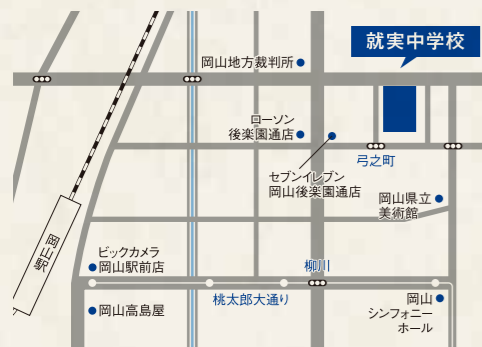 就実中学校
岡山地方裁判所
ローソン
後楽園通店
セブンイレブン
岡山後楽園通店
弓之町
岡山県立
美術館
岡山駅
ビックカメラ
岡山駅前店
柳川
桃太郎大通り
岡山高島屋
岡山
シンフォニー
ホール